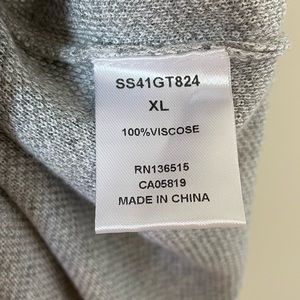 SS41GT824
XL
100%VISCOSE
RN136515
CA05819
MADE IN CHINA